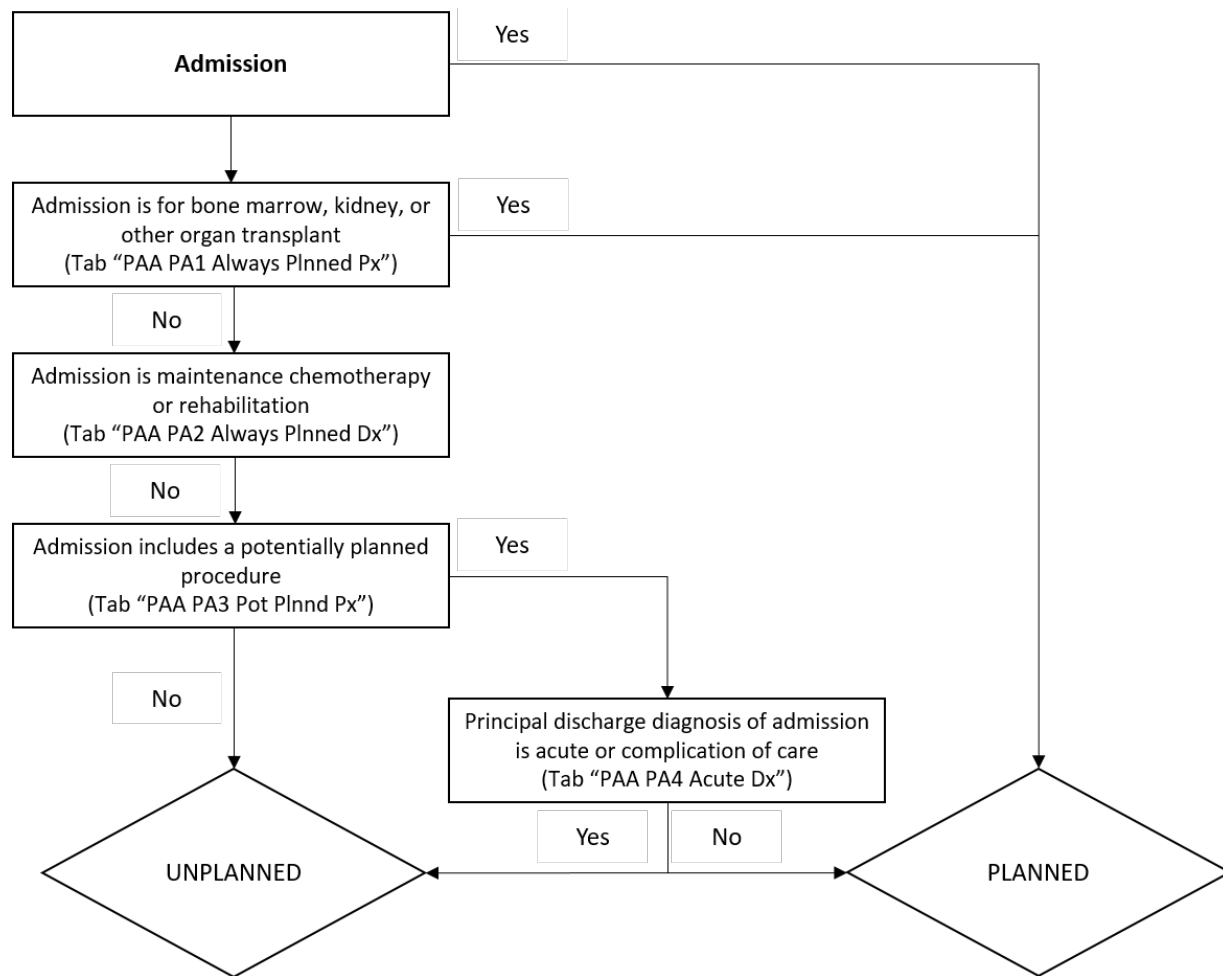 Yes
Admission
Admission is for bone marrow, kidney, or
other organ transplant
(Tab “PAA PA1 Always Plnned Px”)
Yes
No
Admission is maintenance chemotherapy
or rehabilitation
(Tab “PAA PA2 Always Plnned Dx”)
No
Admission includes a potentially planned
procedure
(Tab “PAA PA3 Pot Plnnd Px”)
Yes
No
Principal discharge diagnosis of admission
is acute or complication of care
(Tab “PAA PA4 Acute Dx”)
Yes
No
UNPLANNED
PLANNED